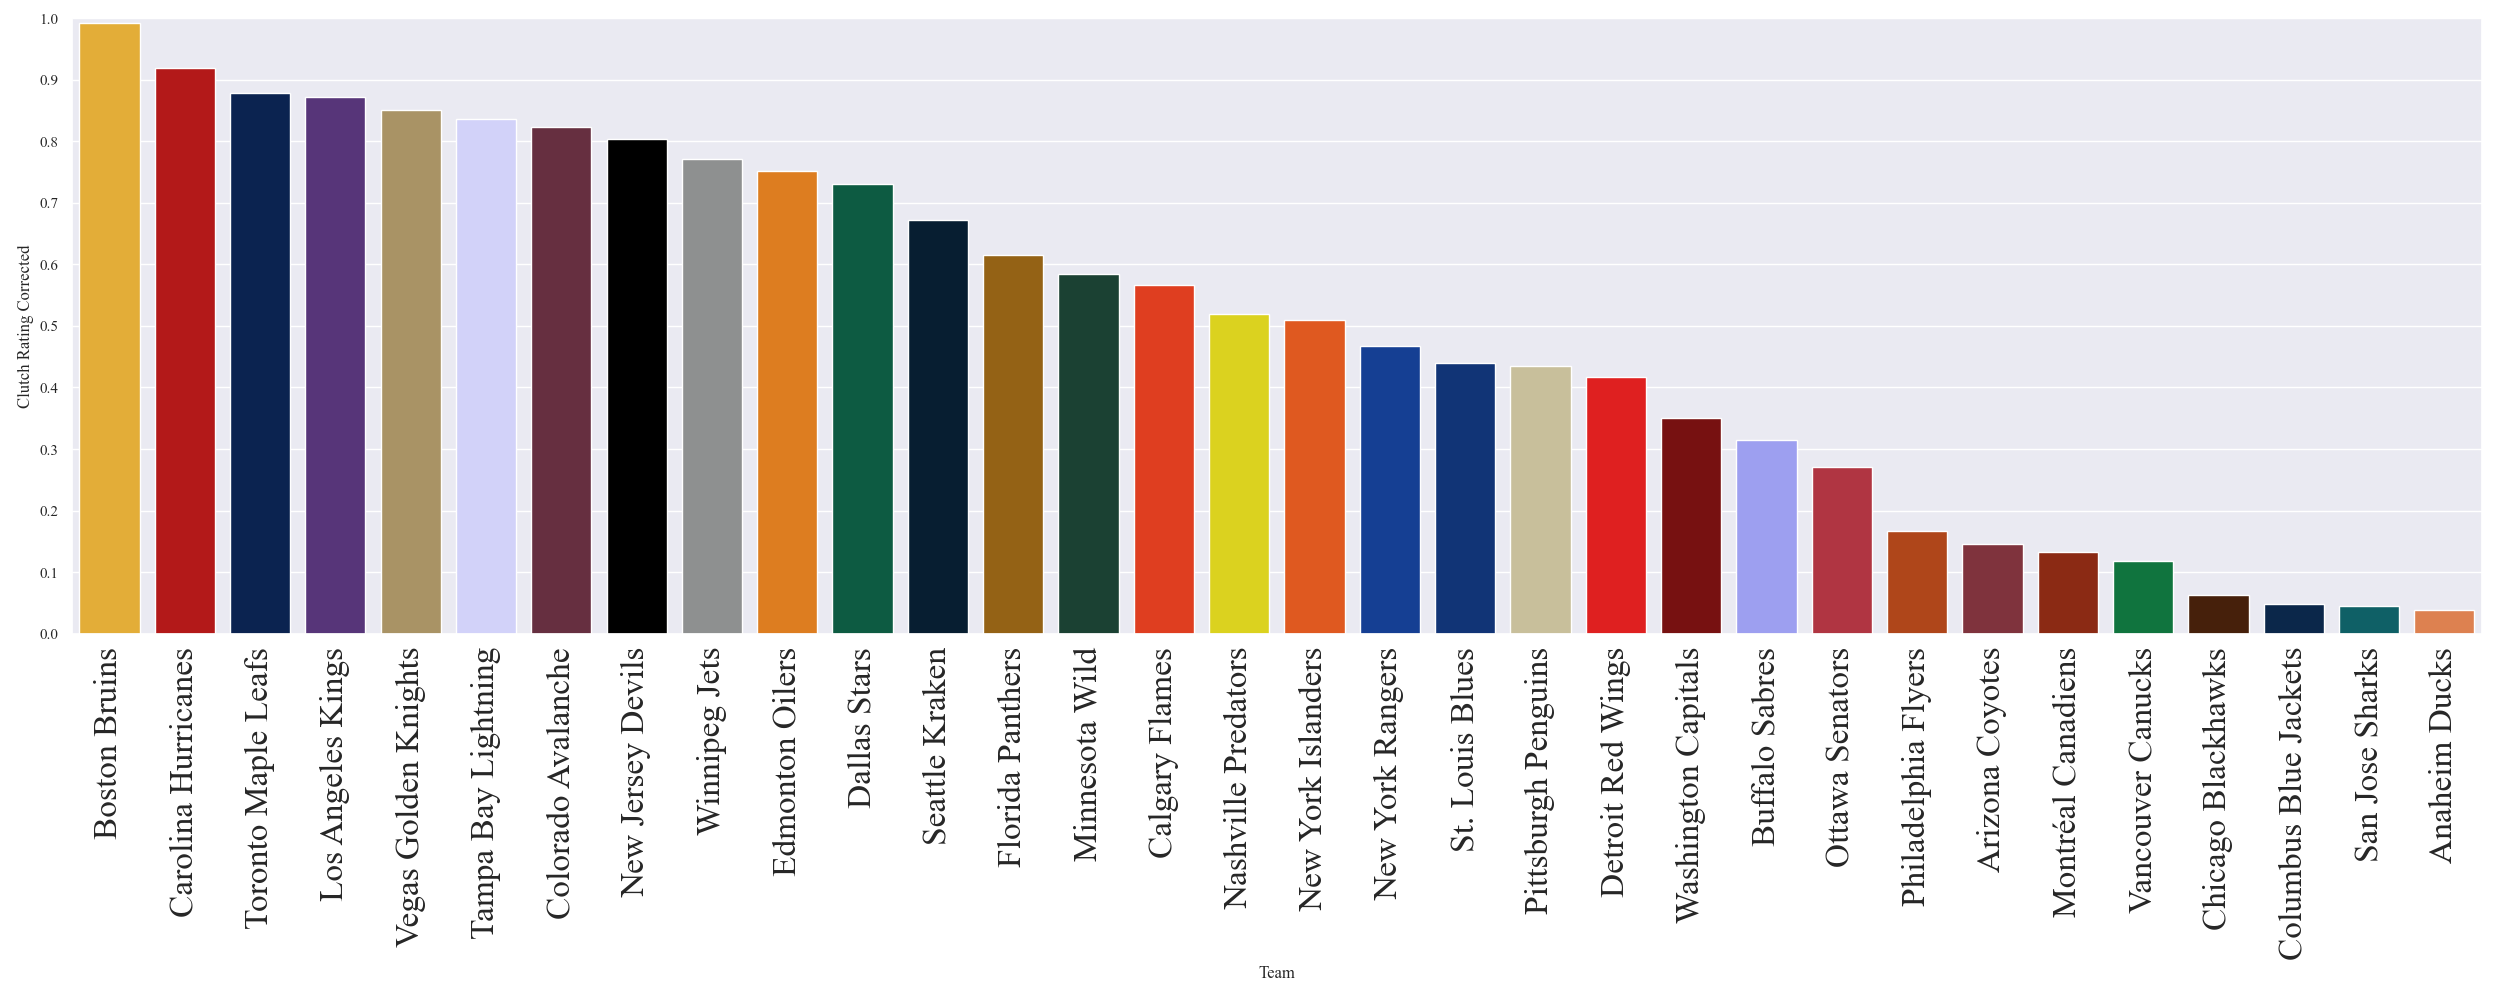 1.0
0.9
0.8
0.7
0.6
0.5
0.4
0.3
0.2
0.1
0.0
Clutch Rating Corrected
Boston Bruins
Carolina Hurricanes
Toronto Maple Leafs
Los Angeles Kings
Vegas Golden Knights
Tampa Bay Lightning
Colorado Avalanche
New Jersey Devils
Winnipeg Jets
Edmonton Oilers
Dallas Stars
Seattle Kraken
Florida Panthers
Minnesota Wild
Calgary Flames
Nashville Predators
New York Islanders
New York Rangers
St. Louis Blues
Pittsburgh Penguins
Detroit Red Wings
Washington Capitals
Buffalo Sabres
Ottawa Senators
Philadelphia Flyers
Arizona Coyotes
Montréal Canadiens
Vancouver Canucks
Chicago Blackhawks
Columbus Blue Jackets
San Jose Sharks
Anaheim Ducks
Team